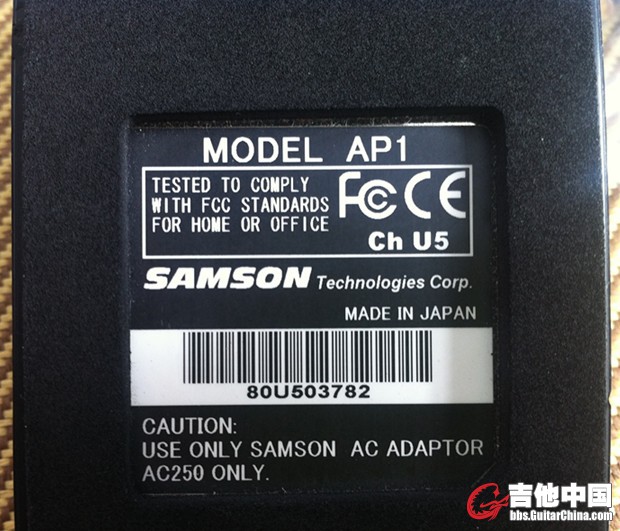 MODEL AP1
TESTED TO COMPLY
WITH FCC STANDARDS
FOR HOME OR OFFICE
FC CE
Ch U5
SAMSON Technologies Corp.
MADE IN JAPAN
80U503782
CAUTION:
USE ONLY SAMSON AC ADAPTOR
AC250 ONLY.
吉他中国
bbs.GuitarChina.com